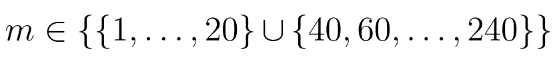 m ∈ {{1, . . . , 20} ∪ {40, 60, . . . , 240}}